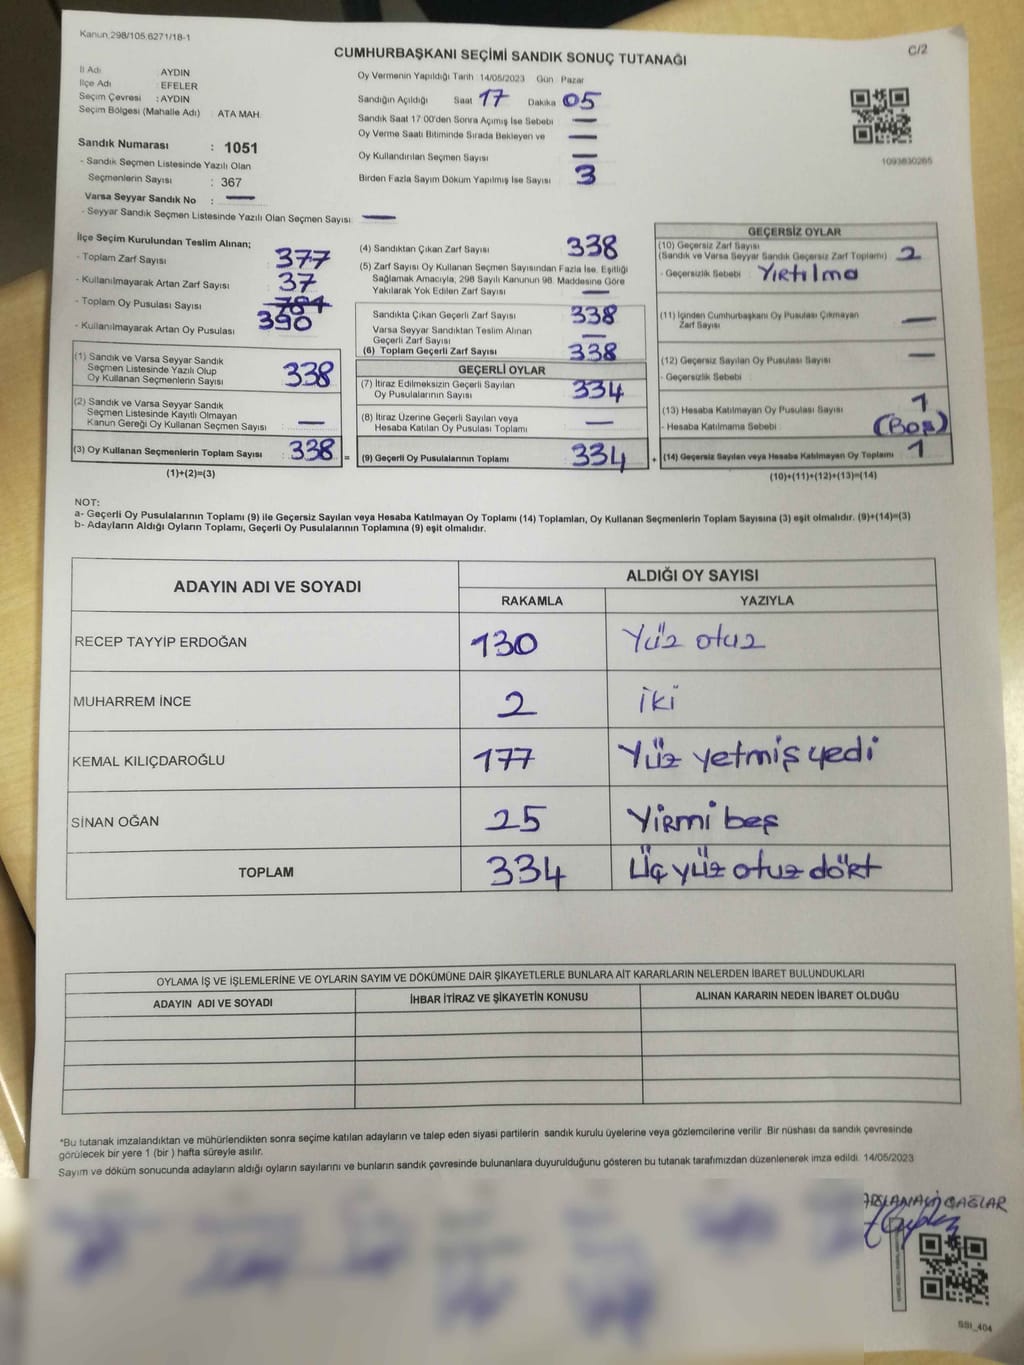 Kanun.298/105,6271/18-1
C/2
CUMHURBAŞKANI SEÇİMİ SANDIK SONUÇ TUTANAĞI
İl Adı : AYDIN
İlçe Adı : EFELER
Seçim Çevresi : AYDIN
Seçim Bölgesi (Mahalle Adı) : ATA MAH.
Sandık Numarası : 1051
- Sandık Seçmen Listesinde Yazılı Olan
Seçmenlerin Sayısı : 367
Varsa Seyyar Sandık No : —
- Seyyar Sandık Seçmen Listesinde Yazılı Olan Seçmen Sayısı : —
Oy Vermenin Yapıldığı Tarih 14/05/2023 Gün Pazar
Sandığın Açıldığı Saat 17 Dakika 05
Sandık Saat 17:00'den Sonra Açımış İse Sebebi —
Oy Verme Saati Bitiminde Sırada Bekleyen ve —
Oy Kullandırılan Seçmen Sayısı —
Birden Fazla Sayım Döküm Yapılmış İse Sayısı 3
1093830265
İlçe Seçim Kurulundan Teslim Alınan;
- Toplam Zarf Sayısı : 377
- Kullanılmayarak Artan Zarf Sayısı : 37
- Toplam Oy Pusulası Sayısı : 784
- Kullanılmayarak Artan Oy Pusulası : 390
(1) Sandık ve Varsa Seyyar Sandık
Seçmen Listesinde Yazılı Olup
Oy Kullanan Seçmenlerin Sayısı : 338
(2) Sandık ve Varsa Seyyar Sandık
Seçmen Listesinde Kayıtlı Olmayan
Kanun Gereği Oy Kullanan Seçmen Sayısı : —
(3) Oy Kullanan Seçmenlerin Toplam Sayısı : 338 =
(1)+(2)=(3)
(4) Sandıktan Çıkan Zarf Sayısı 338
(5) Zarf Sayısı Oy Kullanan Seçmen Sayısından Fazla İse, Eşitliği
Sağlamak Amacıyla, 298 Sayılı Kanunun 98. Maddesine Göre
Yakılarak Yok Edilen Zarf Sayısı : —
Sandıkta Çıkan Geçerli Zarf Sayısı 338
Varsa Seyyar Sandıktan Teslim Alınan
Geçerli Zarf Sayısı —
(6) Toplam Geçerli Zarf Sayısı 338
GEÇERLİ OYLAR
(7) İtiraz Edilmeksizin Geçerli Sayılan
Oy Pusulalarının Sayısı 334
(8) İtiraz Üzerine Geçerli Sayılan veya
Hesaba Katılan Oy Pusulası Toplamı —
(9) Geçerli Oy Pusulalarının Toplamı 334 +
GEÇERSİZ OYLAR
(10) Geçersiz Zarf Sayısı
(Sandık ve Varsa Seyyar Sandık Geçersiz Zarf Toplamı) : 2
- Geçersizlik Sebebi : Yırtılma
(11) İçinden Cumhurbaşkanı Oy Pusulası Çıkmayan
Zarf Sayısı —
(12) Geçersiz Sayılan Oy Pusulası Sayısı —
- Geçersizlik Sebebi :
(13) Hesaba Katılmayan Oy Pusulası Sayısı 1
- Hesaba Katılmama Sebebi : (Boş)
(14) Geçersiz Sayılan veya Hesaba Katılmayan Oy Toplamı 1
(10)+(11)+(12)+(13)=(14)
NOT:
a- Geçerli Oy Pusulalarının Toplamı (9) ile Geçersiz Sayılan veya Hesaba Katılmayan Oy Toplamı (14) Toplamları, Oy Kullanan Seçmenlerin Toplam Sayısına (3) eşit olmalıdır. (9)+(14)=(3)
b- Adayların Aldığı Oyların Toplamı, Geçerli Oy Pusulalarının Toplamına (9) eşit olmalıdır.
ADAYIN ADI VE SOYADI
ALDIĞI OY SAYISI
RAKAMLA YAZIYLA
RECEP TAYYİP ERDOĞAN 130 Yüz otuz
MUHARREM İNCE 2 iki
KEMAL KILIÇDAROĞLU 177 Yüz yetmiş yedi
SİNAN OĞAN 25 Yirmi beş
TOPLAM 334 Üç yüz otuz dört
OYLAMA İŞ VE İŞLEMLERİNE VE OYLARIN SAYIM VE DÖKÜMÜNE DAİR ŞİKAYETLERLE BUNLARA AİT KARARLARIN NELERDEN İBARET BULUNDUKLARI
ADAYIN ADI VE SOYADI İHBAR İTİRAZ VE ŞİKAYETİN KONUSU ALINAN KARARIN NEDEN İBARET OLDUĞU
*Bu tutanak imzalandıktan ve mühürlendikten sonra seçime katılan adayların ve talep eden siyasi partilerin sandık kurulu üyelerine veya gözlemcilerine verilir. Bir nüshası da sandık çevresinde
görülecek bir yere 1 (bir ) hafta süreyle asılır.
Sayım ve döküm sonucunda adayların aldığı oyların sayılarını ve bunların sandık çevresinde bulunanlara duyurulduğunu gösteren bu tutanak tarafımızdan düzenlenerek imza edildi. 14/05/2023
ÇAĞLAR
SSI_404